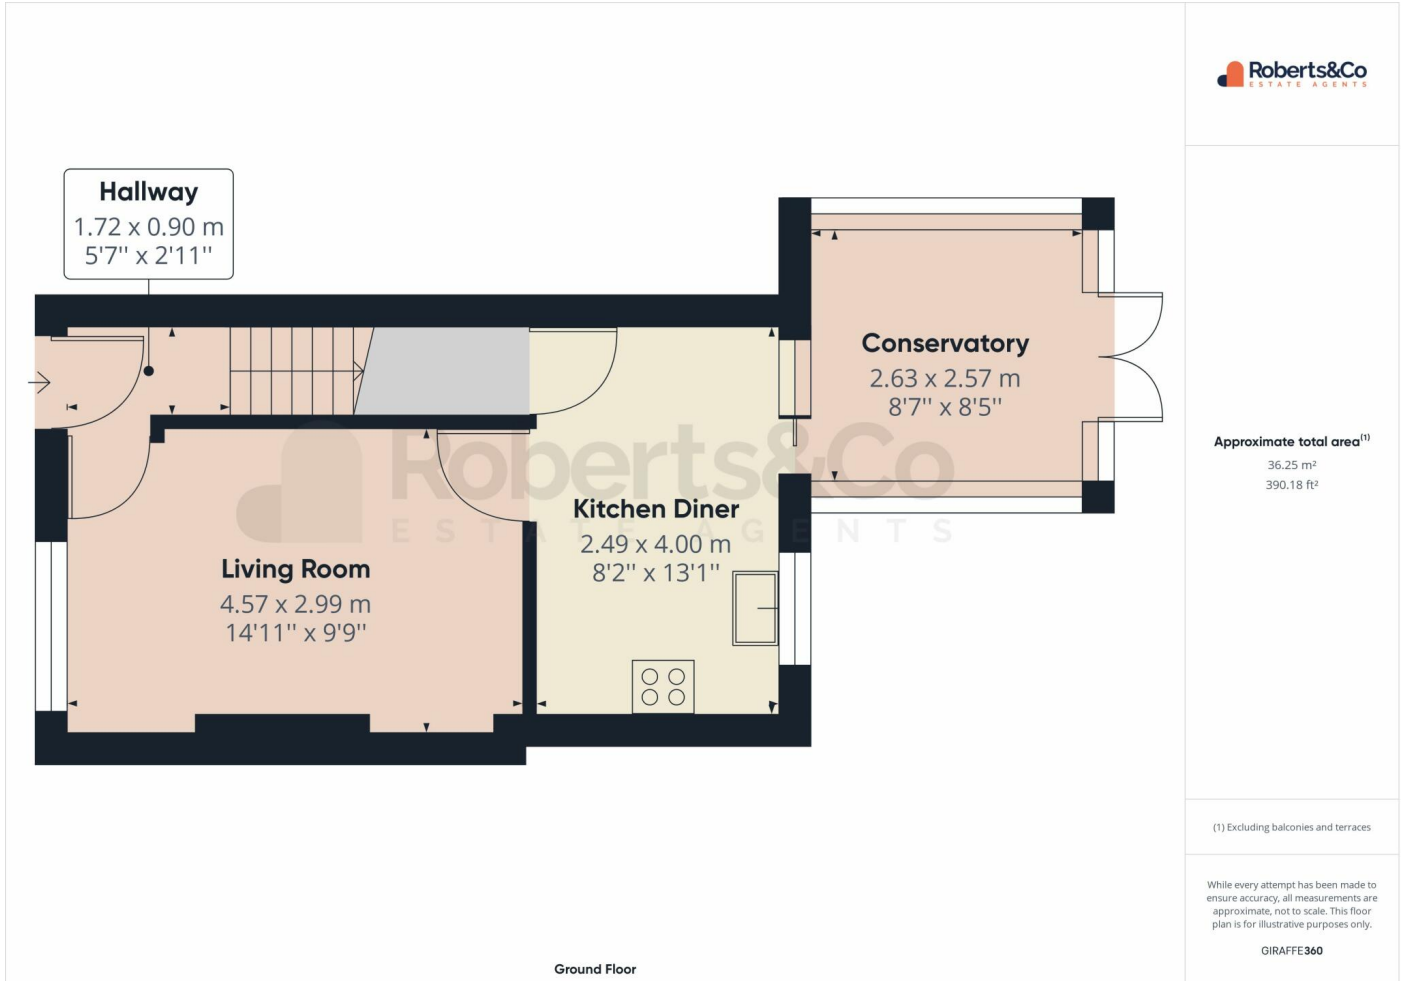 Hallway
1.72 x 0.90 m
5'7'' x 2'11''
Conservatory
2.63 x 2.57 m
8'7'' x 8'5''
Roberts&Co
ESTATE AGENTS
Kitchen Diner
2.49 x 4.00 m
8'2'' x 13'1''
Living Room
4.57 x 2.99 m
14'11'' x 9'9''
Ground Floor
Roberts&Co
ESTATE AGENTS
Approximate total area(1)
36.25 m²
390.18 ft²
(1) Excluding balconies and terraces
While every attempt has been made to
ensure accuracy, all measurements are
approximate, not to scale. This floor
plan is for illustrative purposes only.
GIRAFFE360